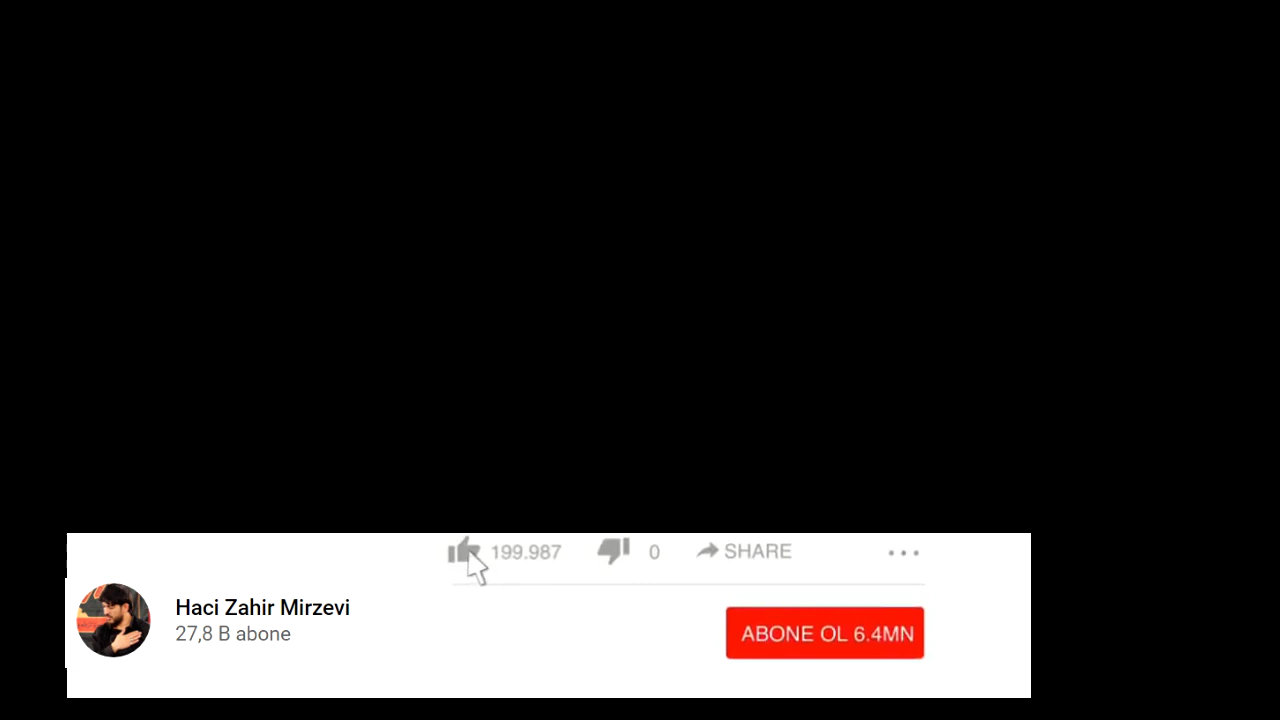 199.987 0 SHARE
Haci Zahir Mirzevi
27,8 B abone
ABONE OL 6.4MN